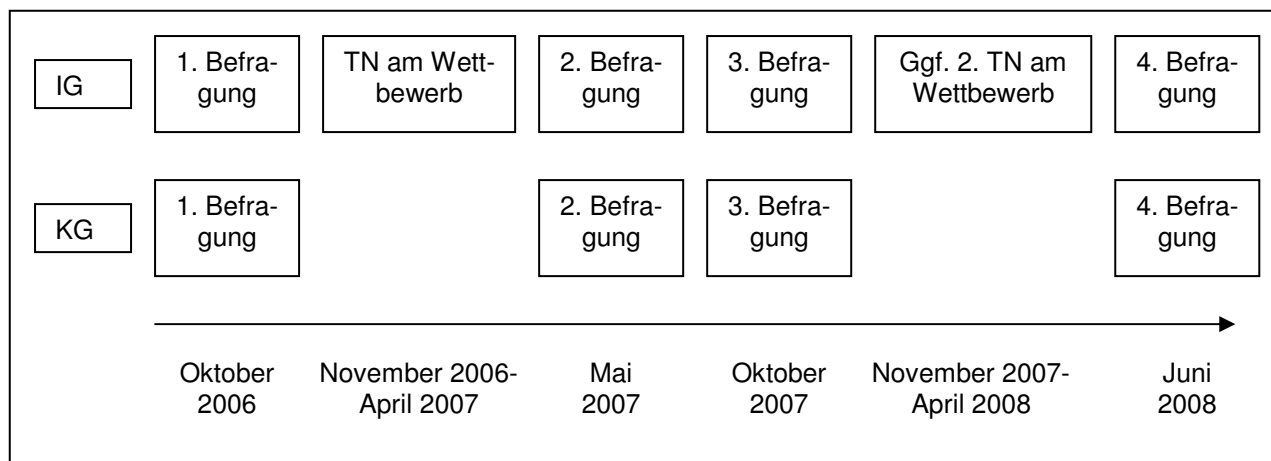 IG
1. Befra-
gung
TN am Wett-
bewerb
2. Befra-
gung
3. Befra-
gung
Ggf. 2. TN am
Wettbewerb
4. Befra-
gung
KG
1. Befra-
gung
2. Befra-
gung
3. Befra-
gung
4. Befra-
gung
Oktober
2006
November 2006-
April 2007
Mai
2007
Oktober
2007
November 2007-
April 2008
Juni
2008